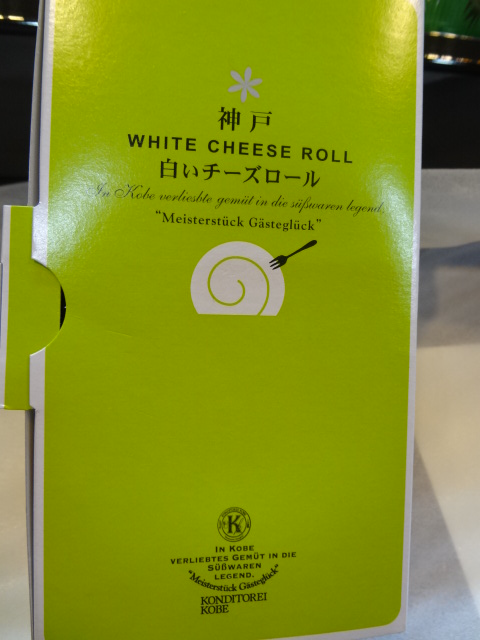 神戸
WHITE CHEESE ROLL
白いチーズロール
In Kobe verliesbte gemüt in die süßwaren legend.
"Meisterstück Gästeglück"
K
IN KOBE
VERLIEBTES GEMÜT IN DIE
SÜßWAREN
LEGEND.
"Meisterstück Gästeglück"
KONDITOREI
KOBE